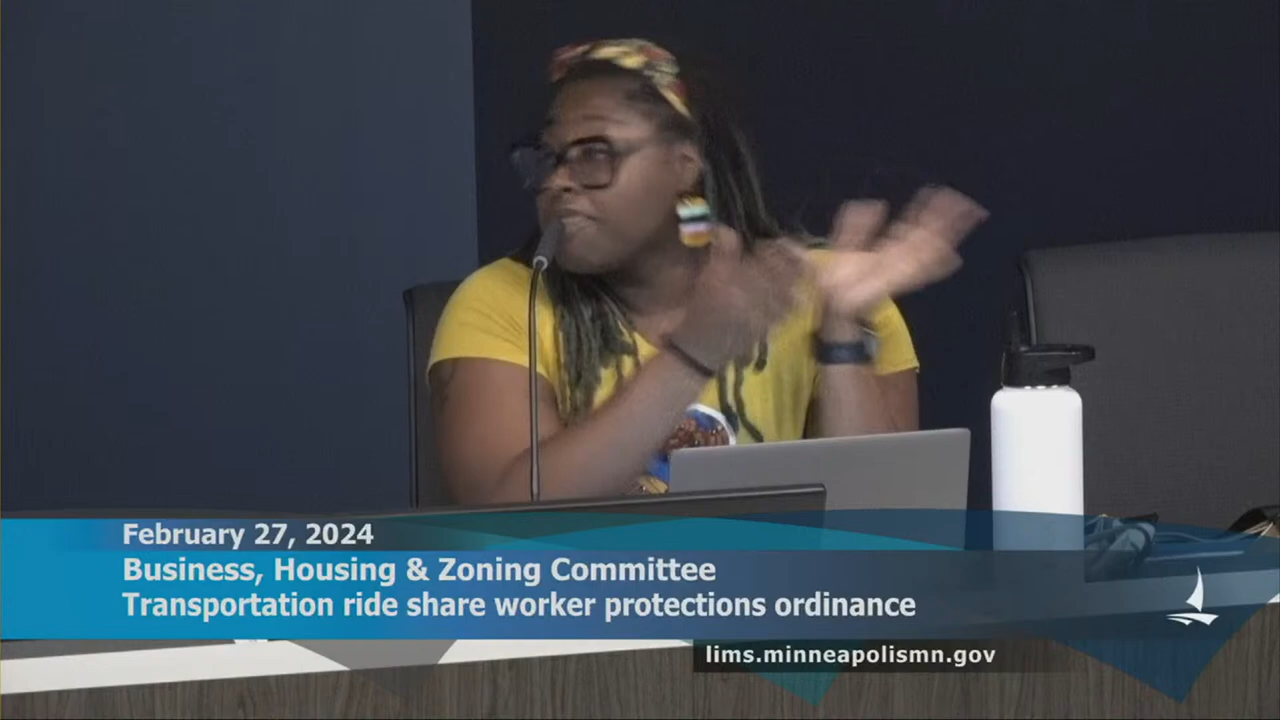 February 27, 2024
Business, Housing & Zoning Committee
Transportation ride share worker protections ordinance
lims.minneapolismn.gov